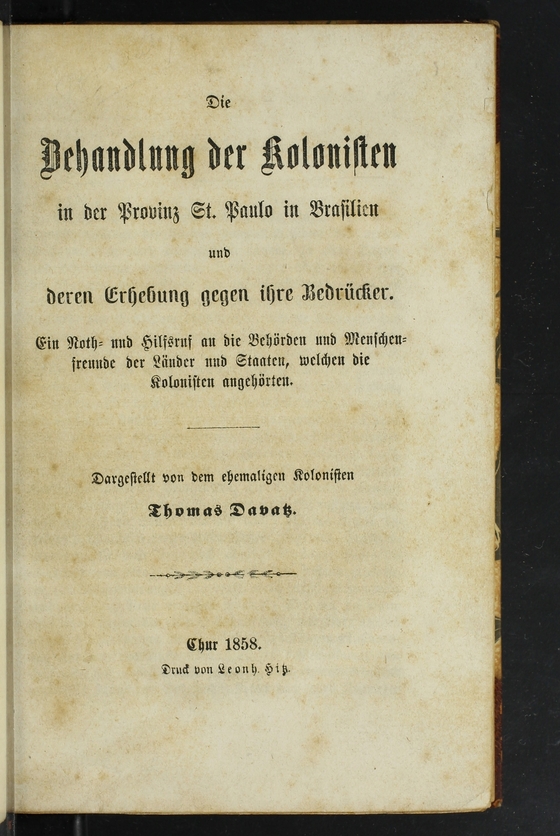 Die
Behandlung der Kolonisten
in der Provinz St. Paulo in Brasilien
und
deren Erhebung gegen ihre Bedrücker.
Ein Noth- und Hilfsruf an die Behörden und Menschen-
freunde der Länder und Staaten, welchen die
Kolonisten angehörten.
Dargestellt von dem ehemaligen Kolonisten
Thomas Davatz.
Chur 1858.
Druck von Leonh. Hitz.